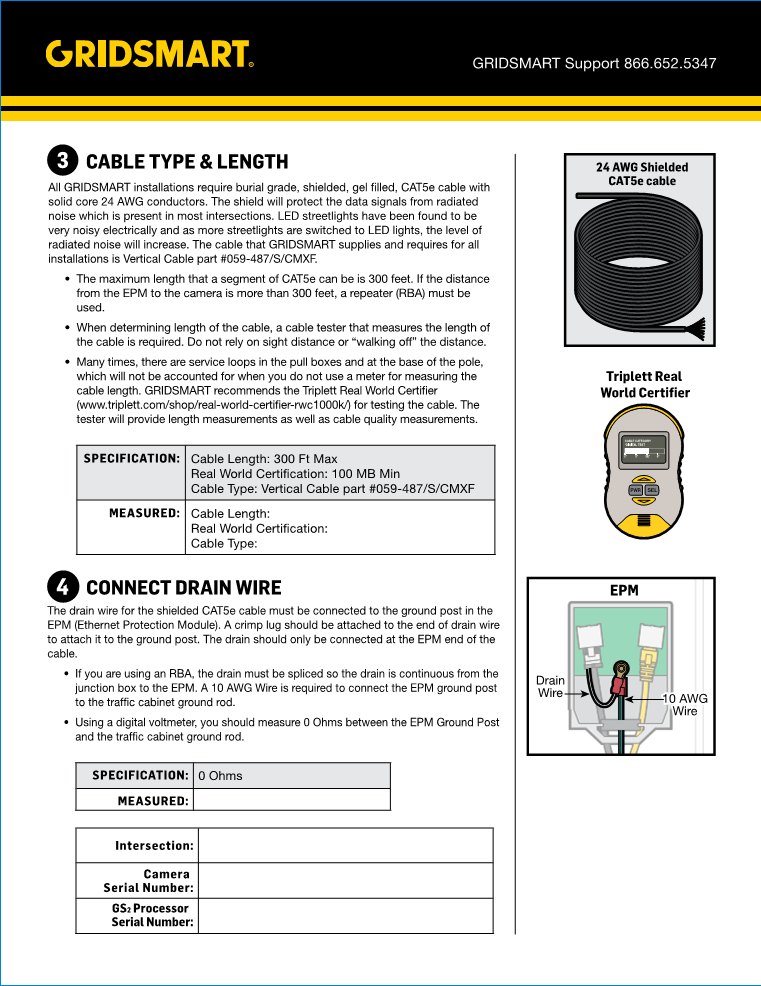 GRIDSMART
GRIDSMART Support 866.652.5347
3 CABLE TYPE & LENGTH
All GRIDSMART installations require burial grade, shielded, gel filled, CAT5e cable with
solid core 24 AWG conductors. The shield will protect the data signals from radiated
noise which is present in most intersections. LED streetlights have been found to be
very noisy electrically and as more streetlights are switched to LED lights, the level of
radiated noise will increase. The cable that GRIDSMART supplies and requires for all
installations is Vertical Cable part #059-487/S/CMXF.
• The maximum length that a segment of CAT5e can be is 300 feet. If the distance
from the EPM to the camera is more than 300 feet, a repeater (RBA) must be
used.
• When determining length of the cable, a cable tester that measures the length of
the cable is required. Do not rely on sight distance or “walking off” the distance.
• Many times, there are service loops in the pull boxes and at the base of the pole,
which will not be accounted for when you do not use a meter for measuring the
cable length. GRIDSMART recommends the Triplett Real World Certifier
(www.triplett.com/shop/real-world-certifier-rwc1000k/) for testing the cable. The
tester will provide length measurements as well as cable quality measurements.
SPECIFICATION: Cable Length: 300 Ft Max
Real World Certification: 100 MB Min
Cable Type: Vertical Cable part #059-487/S/CMXF
MEASURED: Cable Length:
Real World Certification:
Cable Type:
4 CONNECT DRAIN WIRE
The drain wire for the shielded CAT5e cable must be connected to the ground post in the
EPM (Ethernet Protection Module). A crimp lug should be attached to the end of drain wire
to attach it to the ground post. The drain should only be connected at the EPM end of the
cable.
• If you are using an RBA, the drain must be spliced so the drain is continuous from the
junction box to the EPM. A 10 AWG Wire is required to connect the EPM ground post
to the traffic cabinet ground rod.
• Using a digital voltmeter, you should measure 0 Ohms between the EPM Ground Post
and the traffic cabinet ground rod.
SPECIFICATION: 0 Ohms
MEASURED:
Intersection:
Camera
Serial Number:
GS2 Processor
Serial Number:
24 AWG Shielded
CAT5e cable
Triplett Real
World Certifier
PWR SEL
EPM
Drain
Wire
10 AWG
Wire